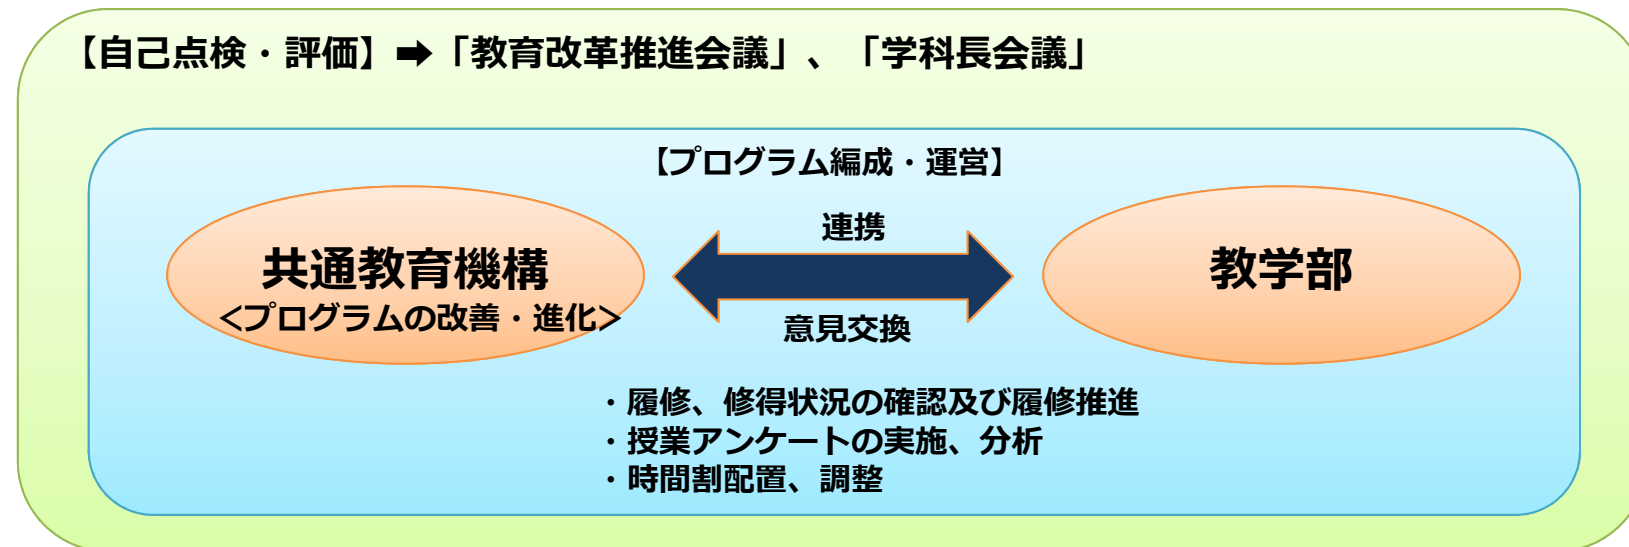 【自己点検・評価】➡「教育改革推進会議」、「学科長会議」
【プログラム編成・運営】
連携
共通教育機構
<プログラムの改善・進化>
教学部
意見交換
・履修、修得状況の確認及び履修推進
・授業アンケートの実施、分析
・時間割配置、調整